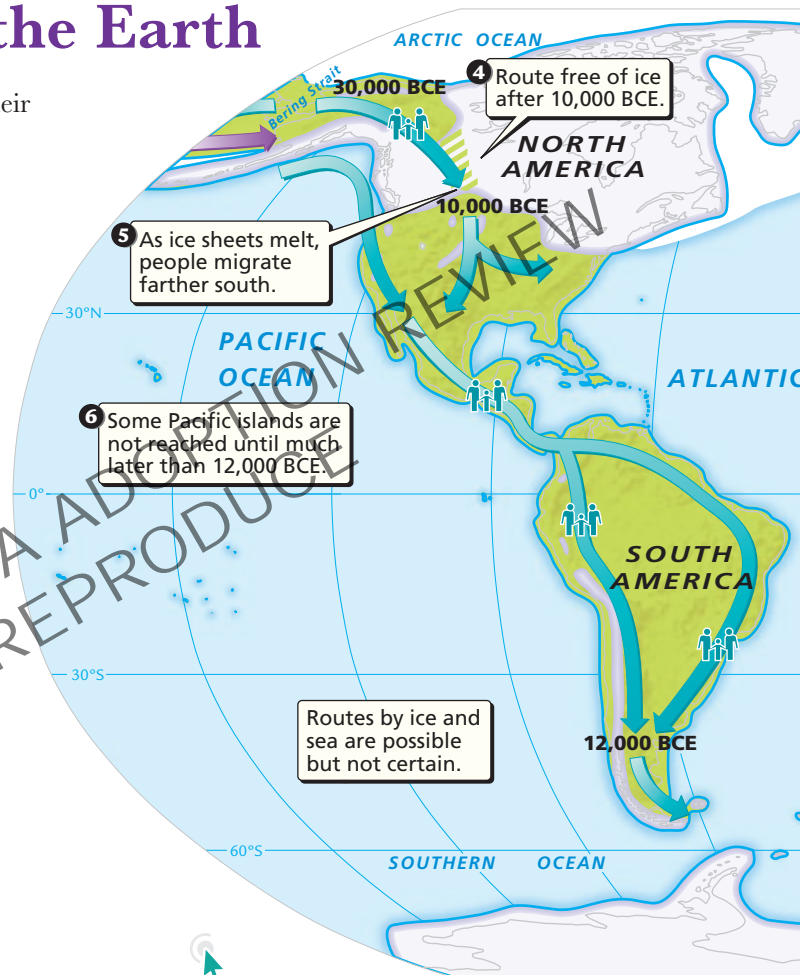 the Earth
eir
ARCTIC OCEAN
Bering Strait
30,000 BCE
4 Route free of ice
after 10,000 BCE.
NORTH
AMERICA
10,000 BCE
5 As ice sheets melt,
people migrate
farther south.
30°N
PACIFIC
OCEAN
ATLANTIC
6 Some Pacific islands are
not reached until much
later than 12,000 BCE.
0°
A ADOPTION REVIEW
REPRODUCE
SOUTH
AMERICA
30°S
Routes by ice and
sea are possible
but not certain.
12,000 BCE
60°S
SOUTHERN OCEAN